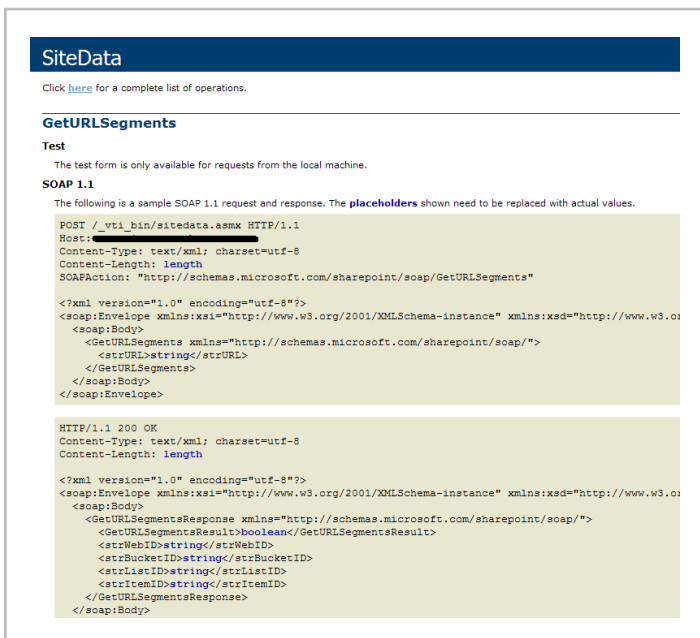 SiteData
Click here for a complete list of operations.
GetURLSegments
Test
The test form is only available for requests from the local machine.
SOAP 1.1
The following is a sample SOAP 1.1 request and response. The placeholders shown need to be replaced with actual values.
POST /_vti_bin/sitedata.asmx HTTP/1.1
Host:
Content-Type: text/xml; charset=utf-8
Content-Length: length
SOAPAction: "http://schemas.microsoft.com/sharepoint/soap/GetURLSegments"
<?xml version="1.0" encoding="utf-8"?>
<soap:Envelope xmlns:xsi="http://www.w3.org/2001/XMLSchema-instance" xmlns:xsd="http://www.w3.o
<soap:Body>
<GetURLSegments xmlns="http://schemas.microsoft.com/sharepoint/soap/">
<strURL>string</strURL>
</GetURLSegments>
</soap:Body>
</soap:Envelope>
HTTP/1.1 200 OK
Content-Type: text/xml; charset=utf-8
Content-Length: length
<?xml version="1.0" encoding="utf-8"?>
<soap:Envelope xmlns:xsi="http://www.w3.org/2001/XMLSchema-instance" xmlns:xsd="http://www.w3.o
<soap:Body>
<GetURLSegmentsResponse xmlns="http://schemas.microsoft.com/sharepoint/soap/">
<GetURLSegmentsResult>boolean</GetURLSegmentsResult>
<strWebID>string</strWebID>
<strBucketID>string</strBucketID>
<strListID>string</strListID>
<strItemID>string</strItemID>
</GetURLSegmentsResponse>
</soap:Body>